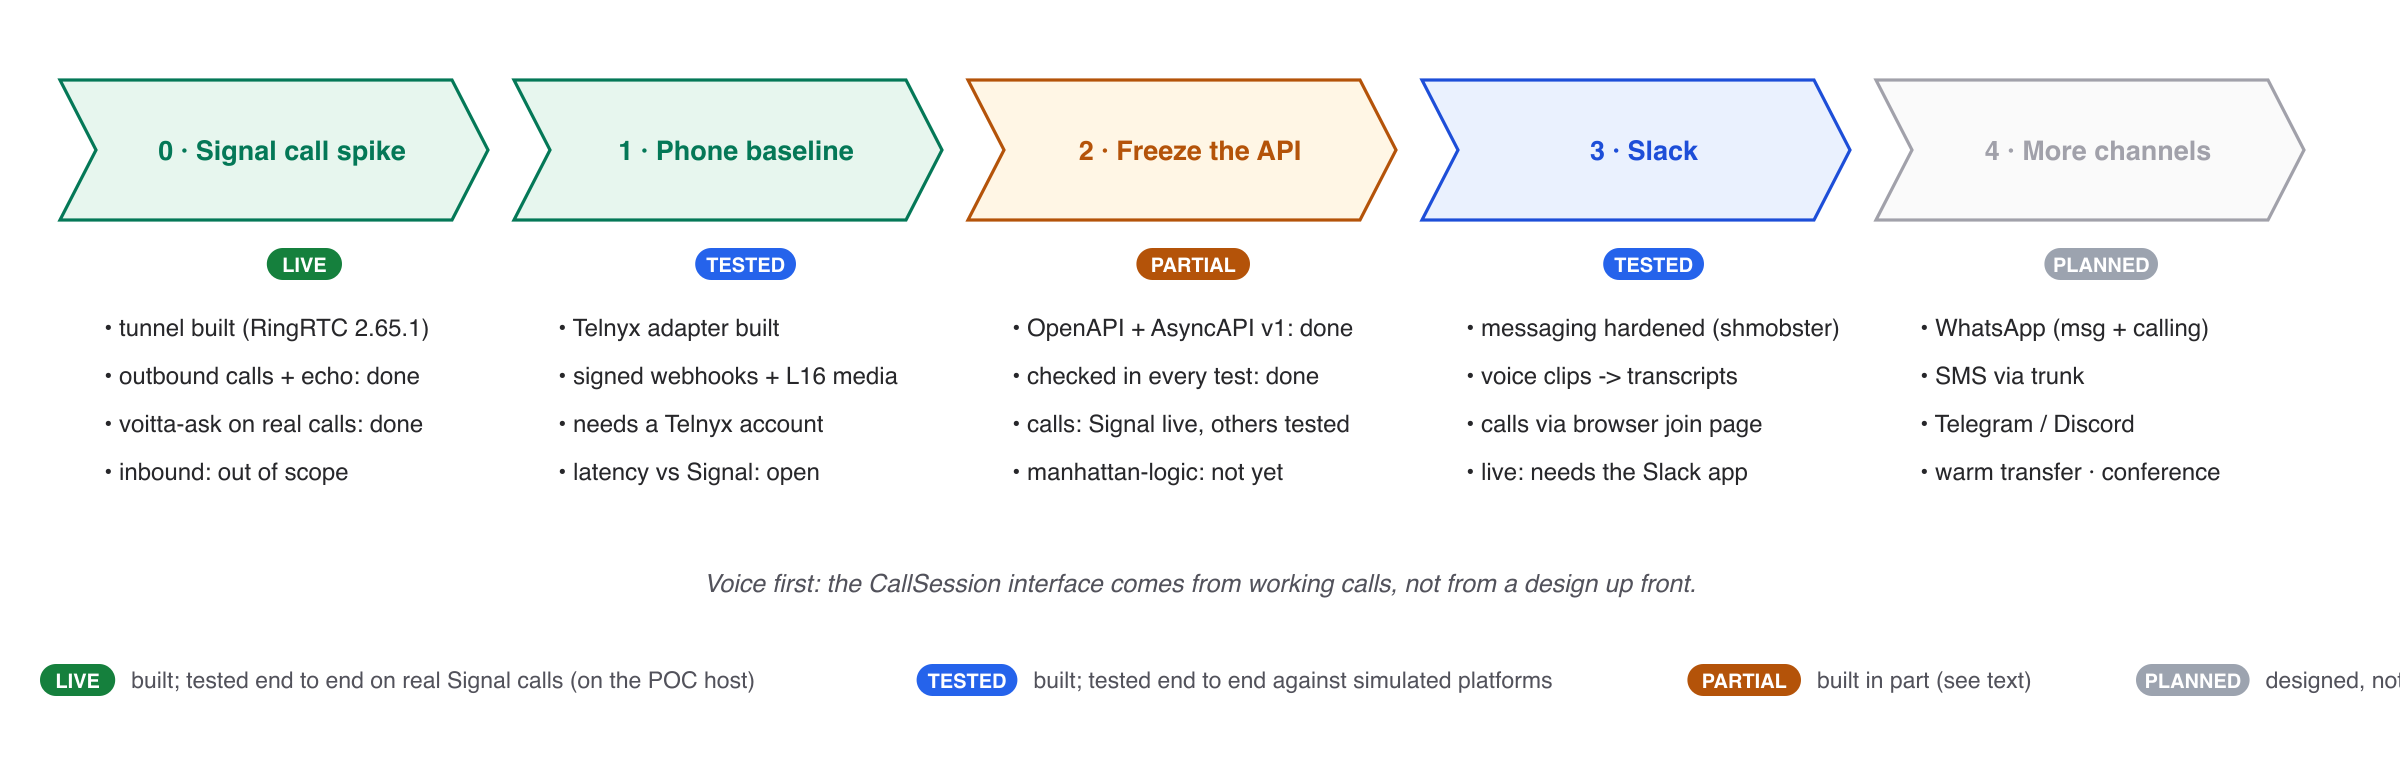 0 · Signal call spike
1 · Phone baseline
2 · Freeze the API
3 · Slack
4 · More channels
LIVE
TESTED
PARTIAL
TESTED
PLANNED
• tunnel built (RingRTC 2.65.1)
• outbound calls + echo: done
• voitta-ask on real calls: done
• inbound: out of scope
• Telnyx adapter built
• signed webhooks + L16 media
• needs a Telnyx account
• latency vs Signal: open
• OpenAPI + AsyncAPI v1: done
• checked in every test: done
• calls: Signal live, others tested
• manhattan-logic: not yet
• messaging hardened (shmobster)
• voice clips -> transcripts
• calls via browser join page
• live: needs the Slack app
• WhatsApp (msg + calling)
• SMS via trunk
• Telegram / Discord
• warm transfer · conference
Voice first: the CallSession interface comes from working calls, not from a design up front.
LIVE built; tested end to end on real Signal calls (on the POC host)
TESTED built; tested end to end against simulated platforms
PARTIAL built in part (see text)
PLANNED designed, not